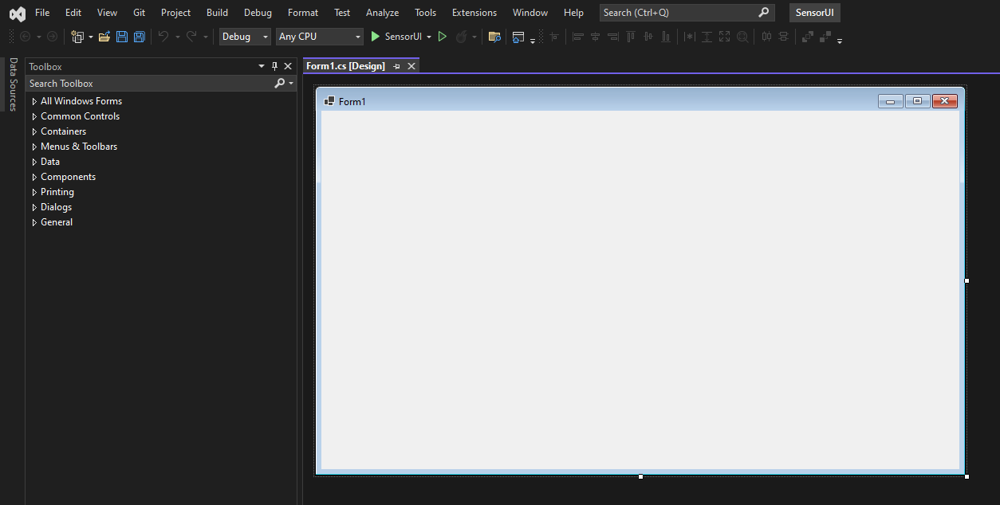 File Edit View Git Project Build Debug Format Test Analyze Tools Extensions Window Help Search (Ctrl+Q) SensorUI
Debug Any CPU SensorUI
Data Sources
Toolbox
Search Toolbox
All Windows Forms
Common Controls
Containers
Menus & Toolbars
Data
Components
Printing
Dialogs
General
Form1.cs [Design]
Form1